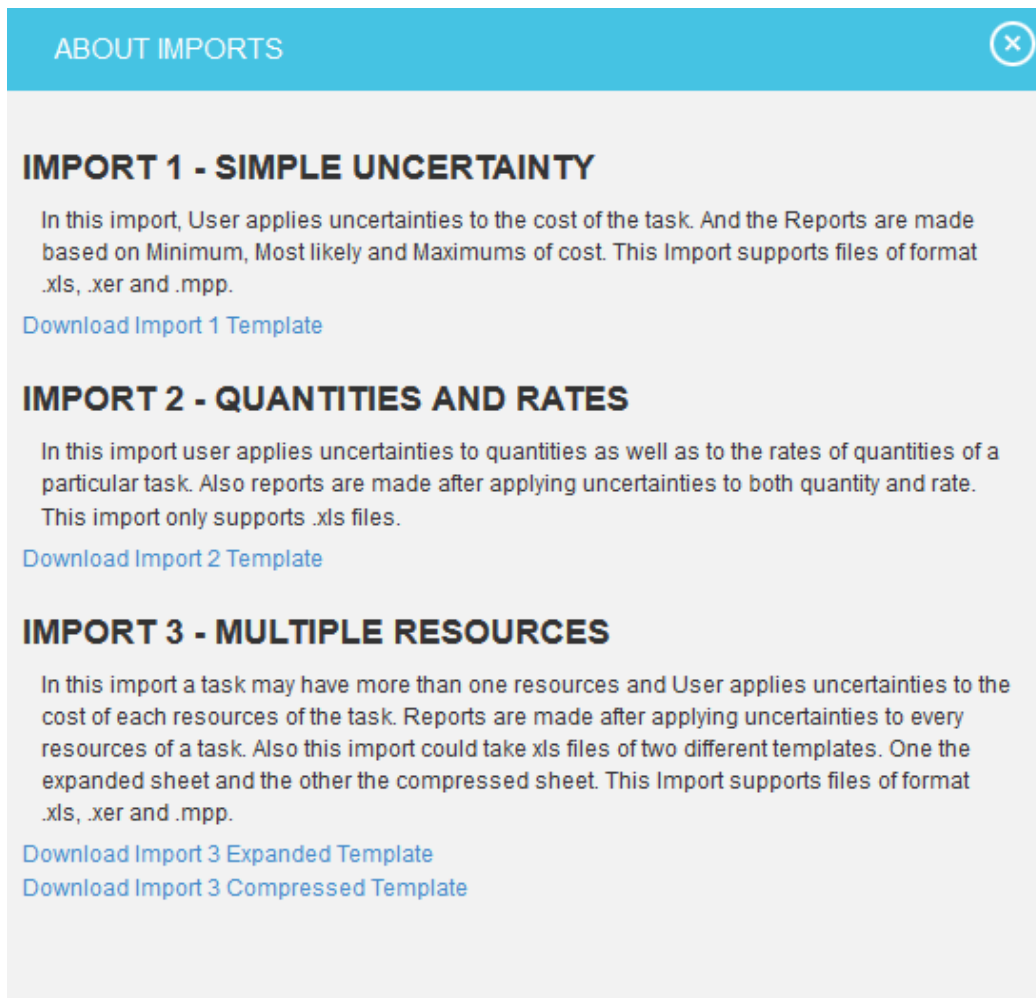 ABOUT IMPORTS
IMPORT 1 - SIMPLE UNCERTAINTY
In this import, User applies uncertainties to the cost of the task. And the Reports are made
based on Minimum, Most likely and Maximums of cost. This Import supports files of format
.xls, .xer and .mpp.
Download Import 1 Template
IMPORT 2 - QUANTITIES AND RATES
In this import user applies uncertainties to quantities as well as to the rates of quantities of a
particular task. Also reports are made after applying uncertainties to both quantity and rate.
This import only supports .xls files.
Download Import 2 Template
IMPORT 3 - MULTIPLE RESOURCES
In this import a task may have more than one resources and User applies uncertainties to the
cost of each resources of the task. Reports are made after applying uncertainties to every
resources of a task. Also this import could take xls files of two different templates. One the
expanded sheet and the other the compressed sheet. This Import supports files of format
.xls, .xer and .mpp.
Download Import 3 Expanded Template
Download Import 3 Compressed Template